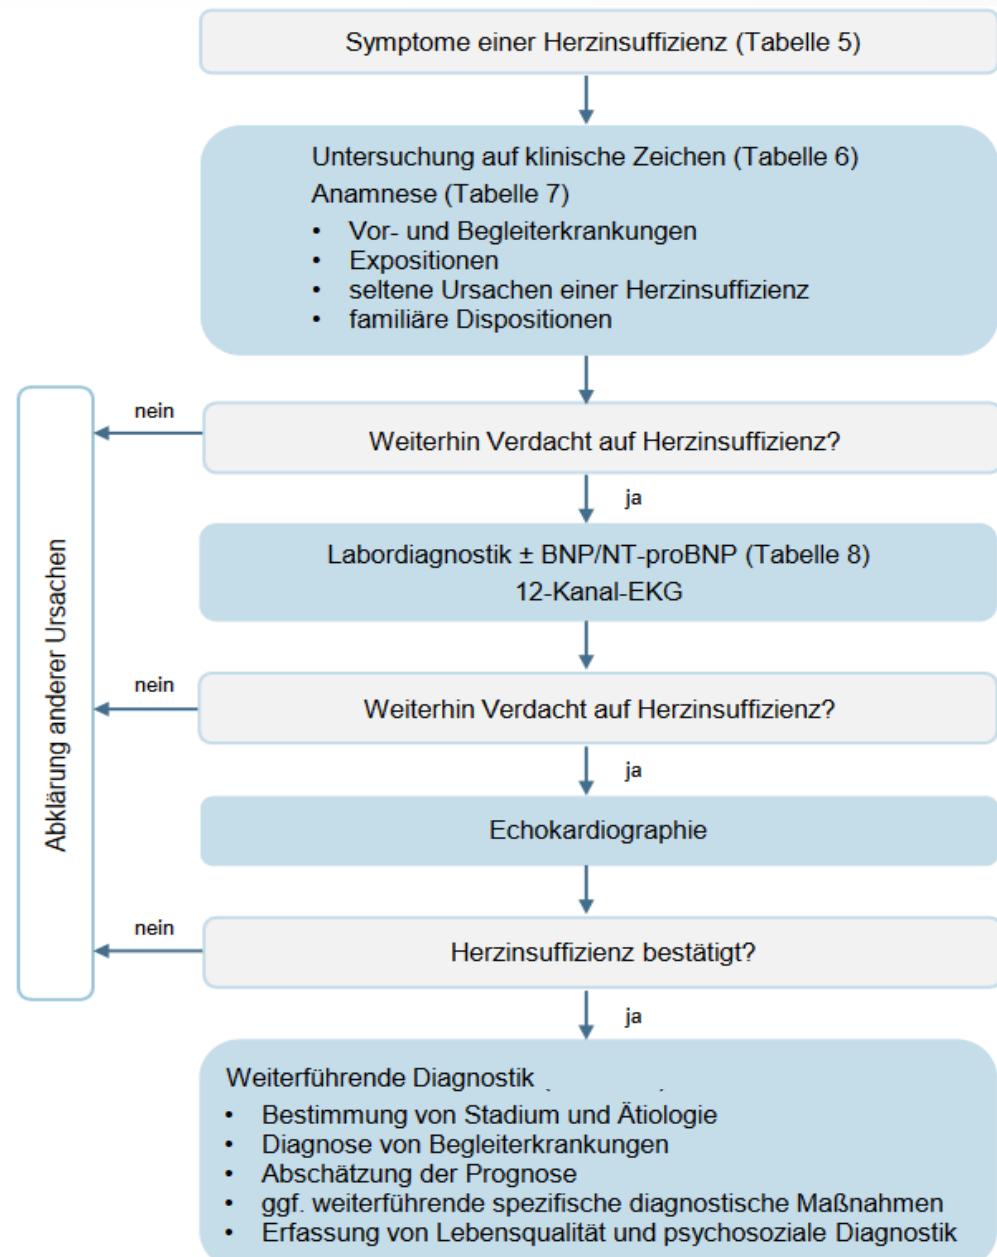 Symptome einer Herzinsuffizienz (Tabelle 5)
Untersuchung auf klinische Zeichen (Tabelle 6)
Anamnese (Tabelle 7)
• Vor- und Begleiterkrankungen
• Expositionen
• seltene Ursachen einer Herzinsuffizienz
• familiäre Dispositionen
nein
Weiterhin Verdacht auf Herzinsuffizienz?
ja
Labordiagnostik ± BNP/NT-proBNP (Tabelle 8)
12-Kanal-EKG
Abklärung anderer Ursachen
nein
Weiterhin Verdacht auf Herzinsuffizienz?
ja
Echokardiographie
nein
Herzinsuffizienz bestätigt?
ja
Weiterführende Diagnostik
• Bestimmung von Stadium und Ätiologie
• Diagnose von Begleiterkrankungen
• Abschätzung der Prognose
• ggf. weiterführende spezifische diagnostische Maßnahmen
• Erfassung von Lebensqualität und psychosoziale Diagnostik